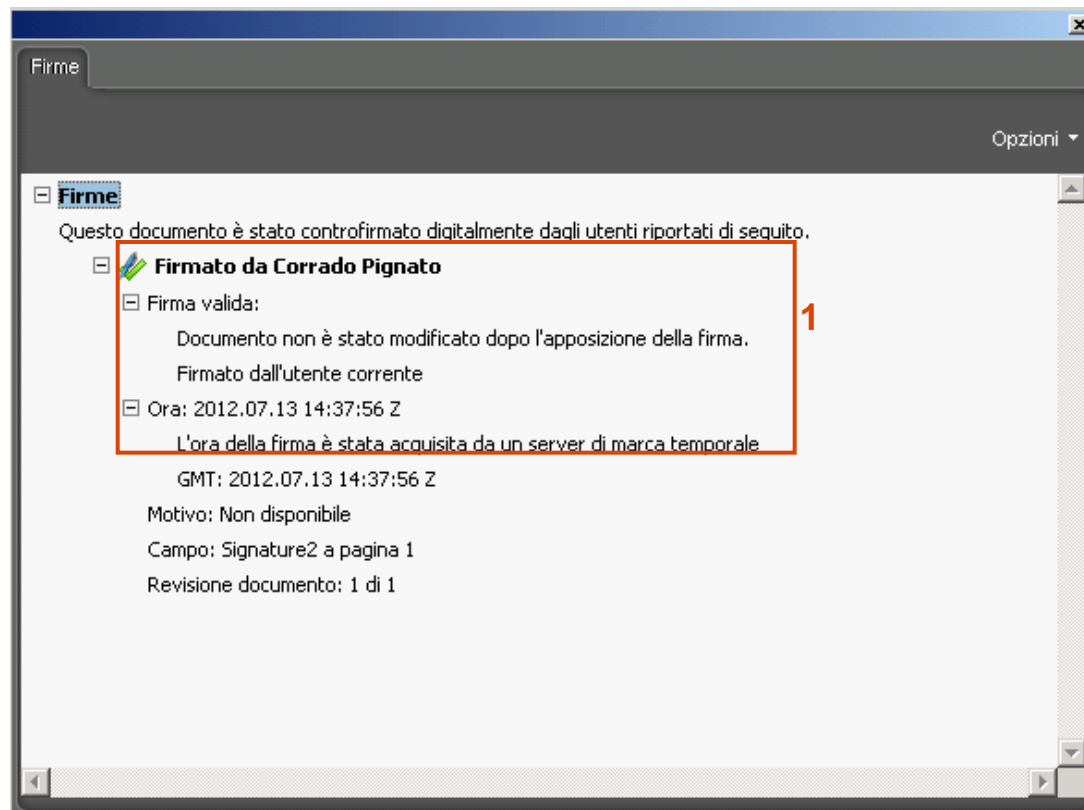 Firme
Opzioni
Firme
Questo documento è stato controfirmato digitalmente dagli utenti riportati di seguito.
Firmato da Corrado Pignato
Firma valida:
1
Documento non è stato modificato dopo l'apposizione della firma.
Firmato dall'utente corrente
Ora: 2012.07.13 14:37:56 Z
L'ora della firma è stata acquisita da un server di marca temporale
GMT: 2012.07.13 14:37:56 Z
Motivo: Non disponibile
Campo: Signature2 a pagina 1
Revisione documento: 1 di 1